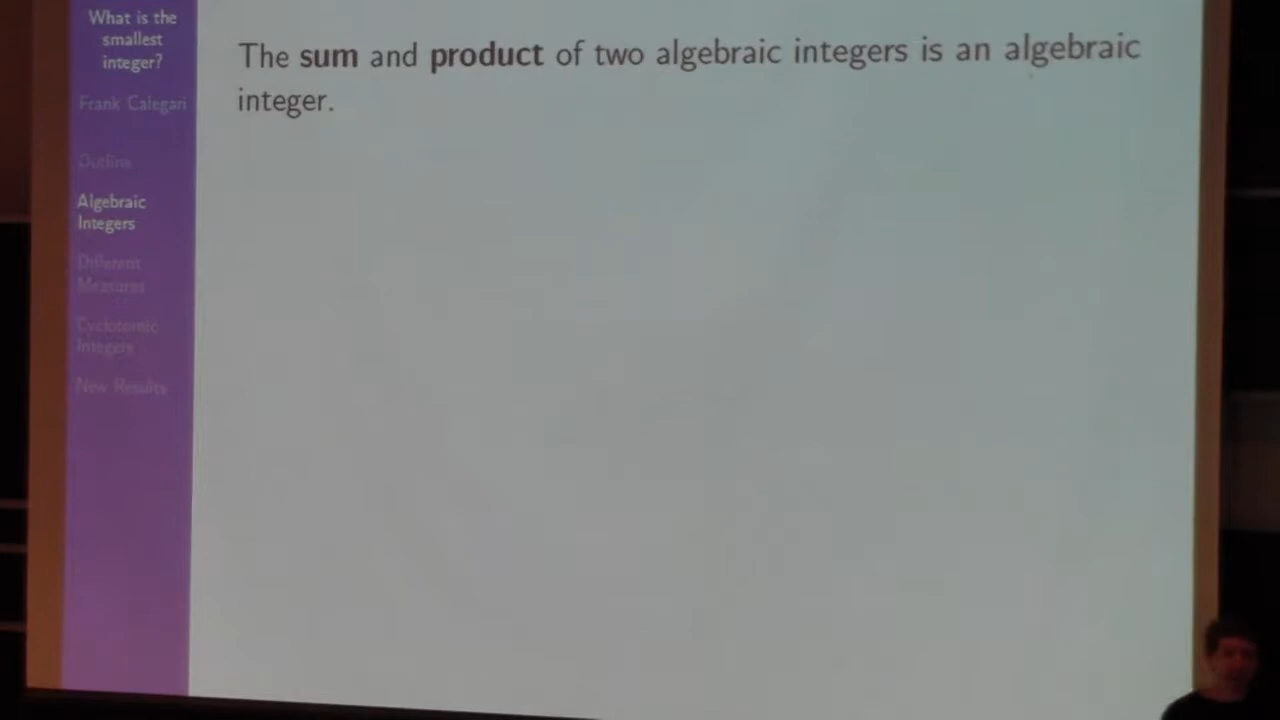 What is the
smallest
integer?
Frank Calegari
Outline
Algebraic
Integers
Different
Measures
Cyclotomic
Integers
New Results
The sum and product of two algebraic integers is an algebraic
integer.